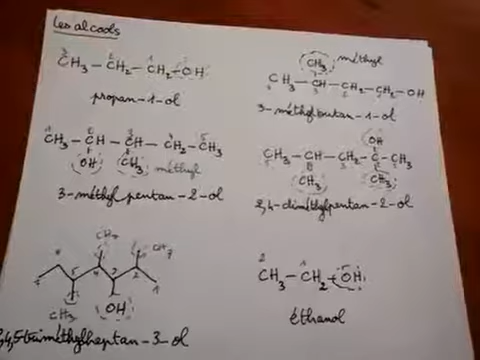 Les alcools
CH3 - CH2 - CH2 - OH
propan-1-ol
CH3 méthyl
CH3 - CH - CH2 - CH2 - OH
3-méthylbutan-1-ol
CH3 - CH - CH - CH2 - CH3
OH CH3 méthyl
3-méthylpentan-2-ol
OH
CH3 - CH - CH2 - C - CH3
CH3 CH3
2,4-diméthylpentan-2-ol
CH3 CH3
CH3 OH
2,4,5-triméthylheptan-3-ol
CH3 - CH2 + OH
éthanol